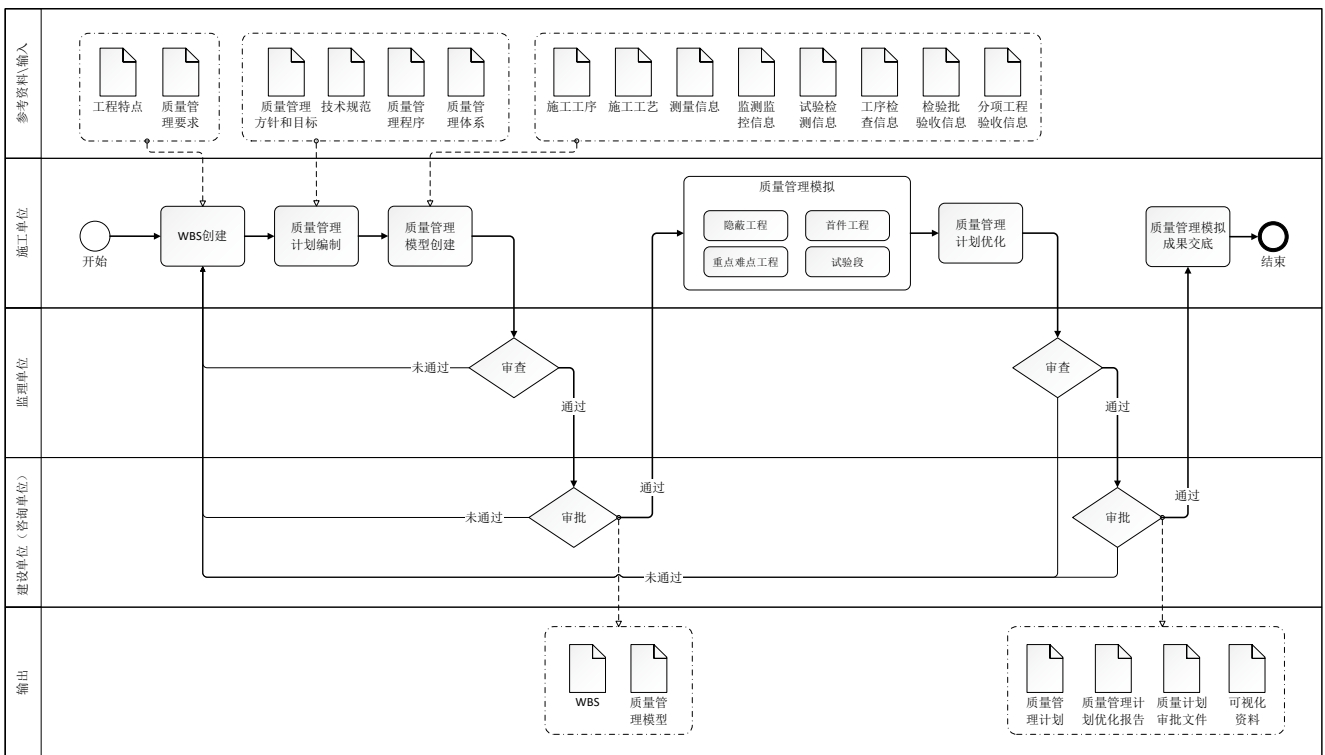 参考资料\输入
工程特点
质量管
理要求
质量管理
方针和目标
技术规范
质量管
理程序
质量管
理体系
施工工序
施工工艺
测量信息
监测监
控信息
试验检
测信息
工序检
查信息
检验批
验收信息
分项工程
验收信息
施工单位
开始
WBS创建
质量管理
计划编制
质量管理
模型创建
质量管理模拟
隐蔽工程
首件工程
重点难点工程
试验段
质量管理
计划优化
质量管理模拟
成果交底
结束
监理单位
未通过
审查
通过
审查
通过
建设单位（咨询单位）
未通过
审批
通过
审批
通过
未通过
输出
WBS
质量管
理模型
质量管
理计划
质量管理计
划优化报告
质量计划
审批文件
可视化
资料